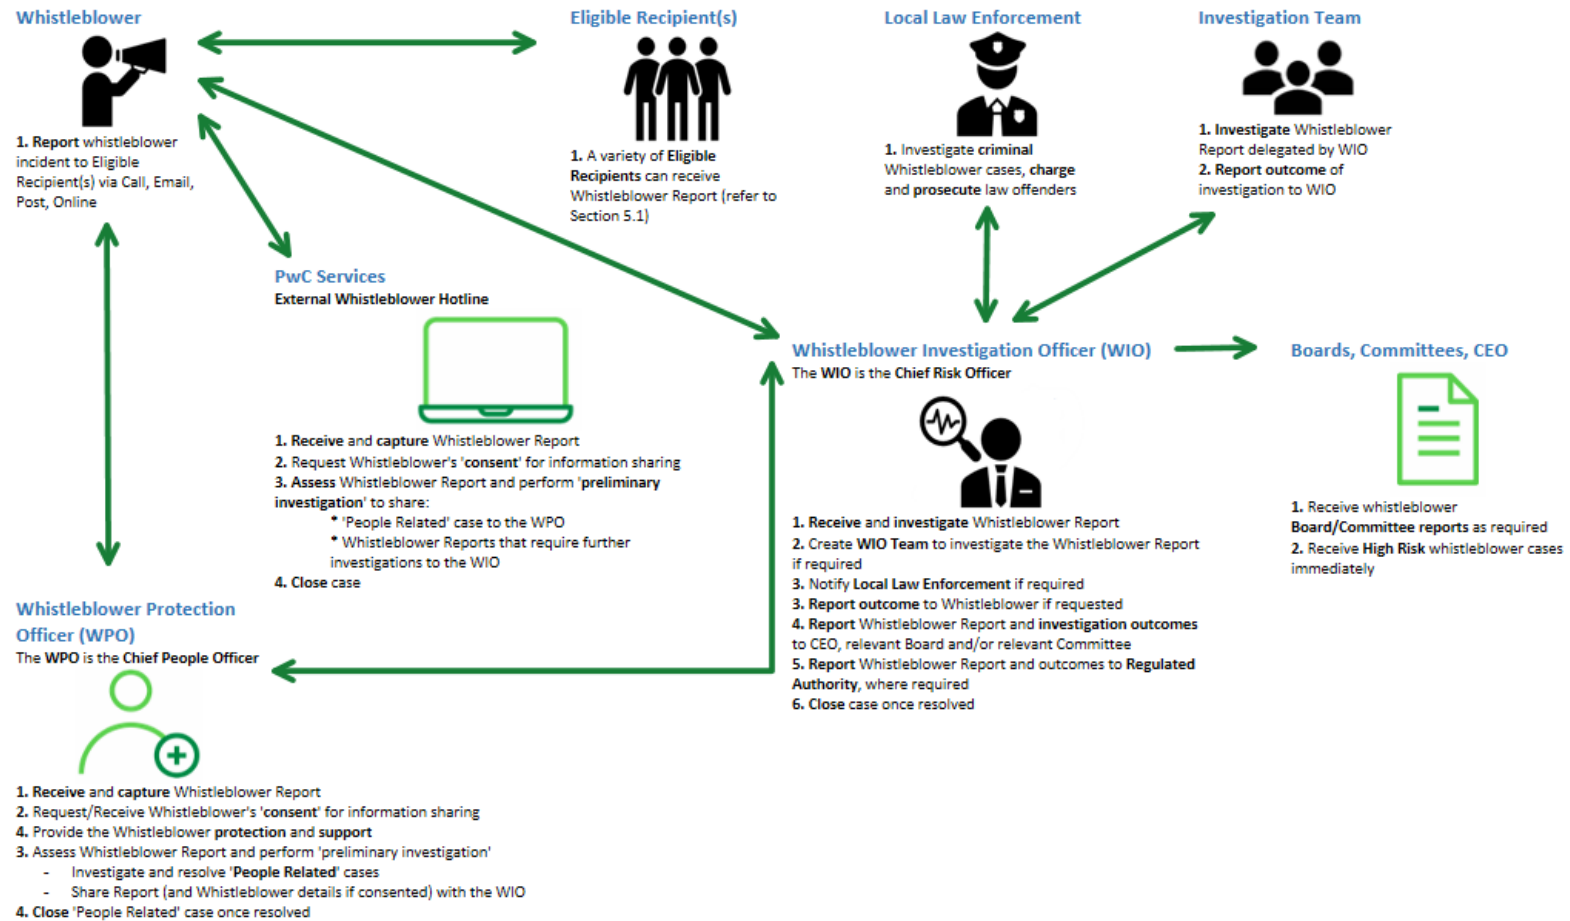 Whistleblower
1. Report whistleblower
incident to Eligible
Recipient(s) via Call, Email,
Post, Online
Eligible Recipient(s)
1. A variety of Eligible
Recipients can receive
Whistleblower Report (refer to
Section 5.1)
Local Law Enforcement
1. Investigate criminal
Whistleblower cases, charge
and prosecute law offenders
Investigation Team
1. Investigate Whistleblower
Report delegated by WIO
2. Report outcome of
investigation to WIO
PwC Services
External Whistleblower Hotline
1. Receive and capture Whistleblower Report
2. Request Whistleblower's 'consent' for information sharing
3. Assess Whistleblower Report and perform 'preliminary
investigation' to share:
* 'People Related' case to the WPO
* Whistleblower Reports that require further
investigations to the WIO
4. Close case
Whistleblower Investigation Officer (WIO)
The WIO is the Chief Risk Officer
1. Receive and investigate Whistleblower Report
2. Create WIO Team to investigate the Whistleblower Report
if required
3. Notify Local Law Enforcement if required
3. Report outcome to Whistleblower if requested
4. Report Whistleblower Report and investigation outcomes
to CEO, relevant Board and/or relevant Committee
5. Report Whistleblower Report and outcomes to Regulated
Authority, where required
6. Close case once resolved
Boards, Committees, CEO
1. Receive whistleblower
Board/Committee reports as required
2. Receive High Risk whistleblower cases
immediately
Whistleblower Protection
Officer (WPO)
The WPO is the Chief People Officer
1. Receive and capture Whistleblower Report
2. Request/Receive Whistleblower's 'consent' for information sharing
4. Provide the Whistleblower protection and support
3. Assess Whistleblower Report and perform 'preliminary investigation'
- Investigate and resolve 'People Related' cases
- Share Report (and Whistleblower details if consented) with the WIO
4. Close 'People Related' case once resolved